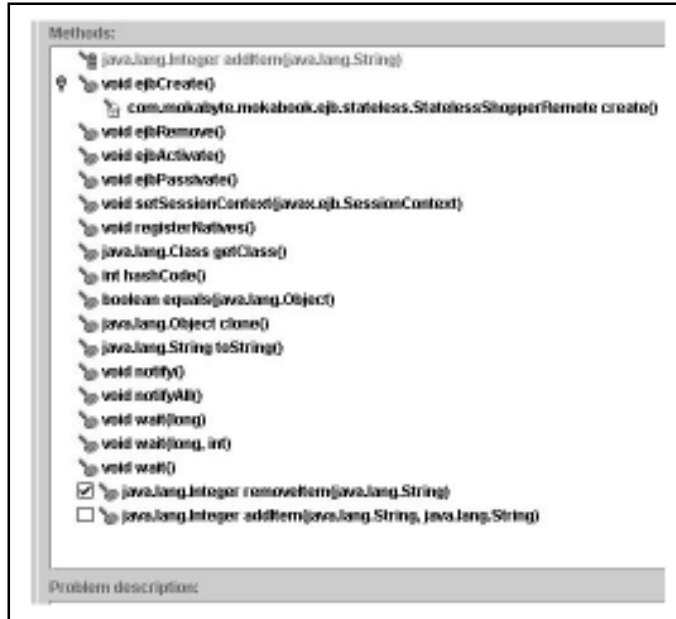 Methods:
java.lang.Integer addItem(java.lang.String)
void ejbCreate()
com.mokabyte.mokabook.ejb.stateless.StatelessShopperRemote create()
void ejbRemove()
void ejbActivate()
void ejbPassivate()
void setSessionContext(javax.ejb.SessionContext)
void registerNatives()
java.lang.Class getClass()
int hashCode()
boolean equals(java.lang.Object)
java.lang.Object clone()
java.lang.String toString()
void notify()
void notifyAll()
void wait(long)
void wait(long, int)
void wait()
java.lang.Integer removeItem(java.lang.String)
java.lang.Integer addItem(java.lang.String, java.lang.String)
Problem description: